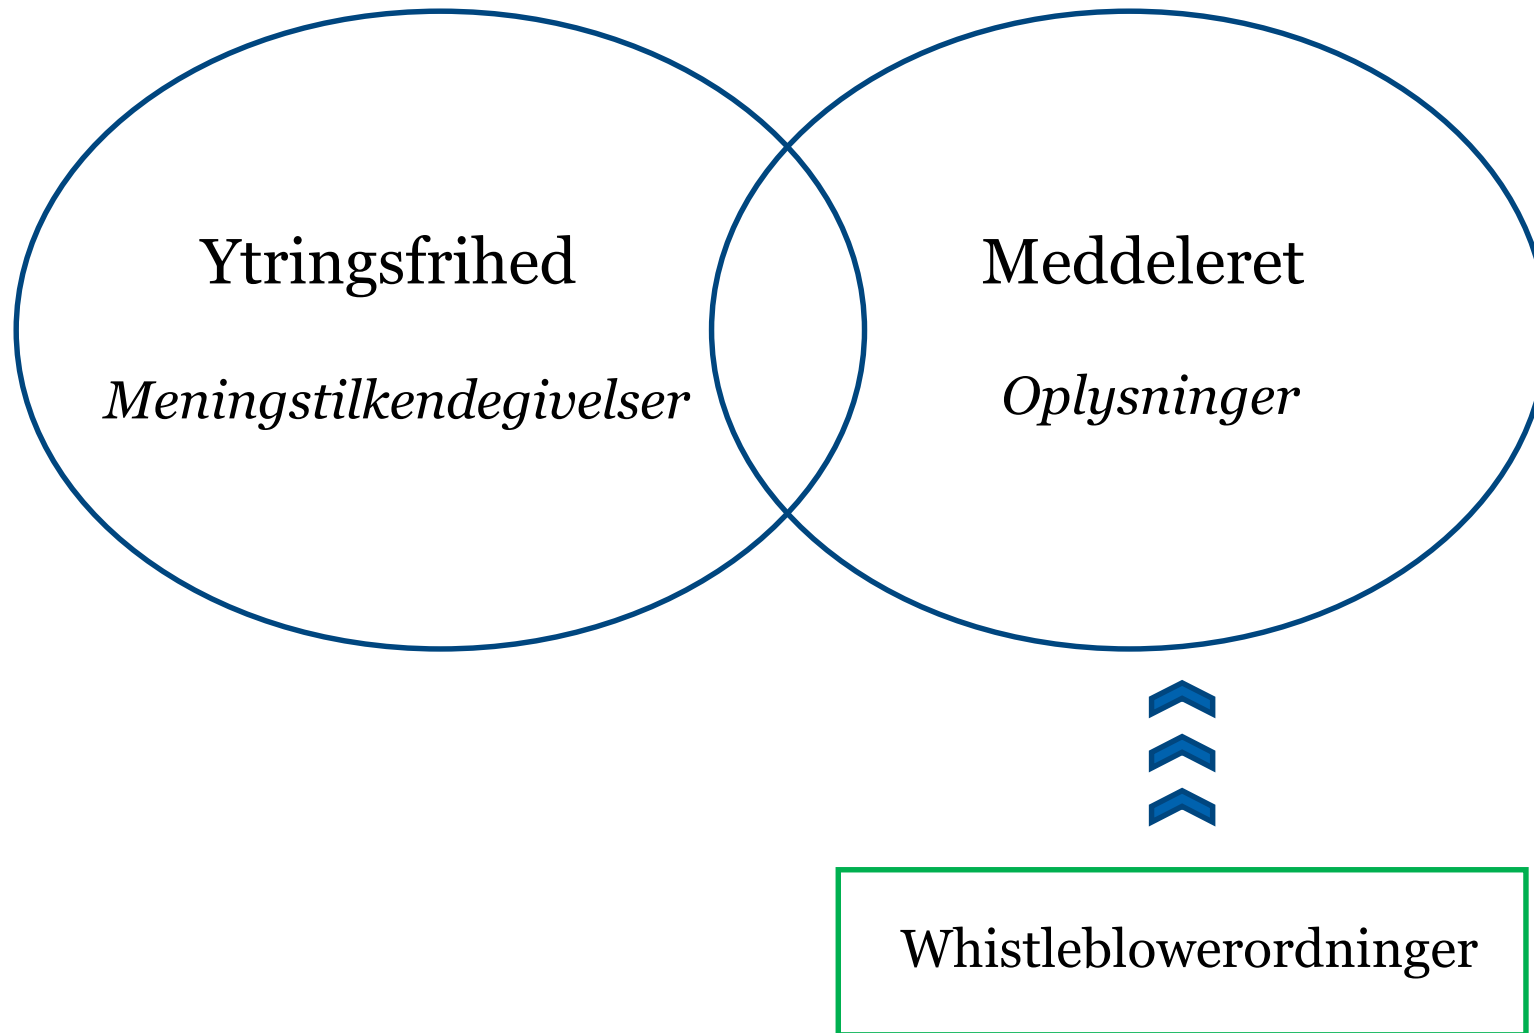 Ytringsfrihed
Meningstilkendegivelser
Meddeleret
Oplysninger
Whistleblowerordninger